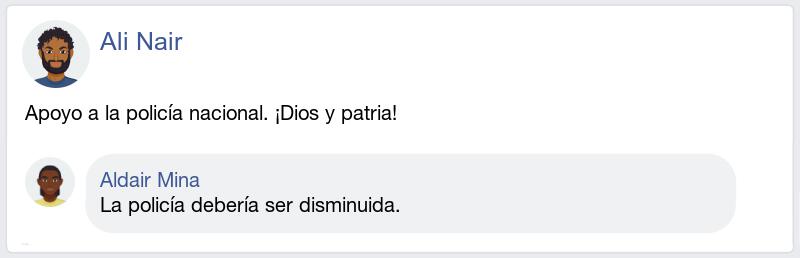 Ali Nair
Apoyo a la policía nacional. ¡Dios y patria!
Aldair Mina
La policía debería ser disminuida.